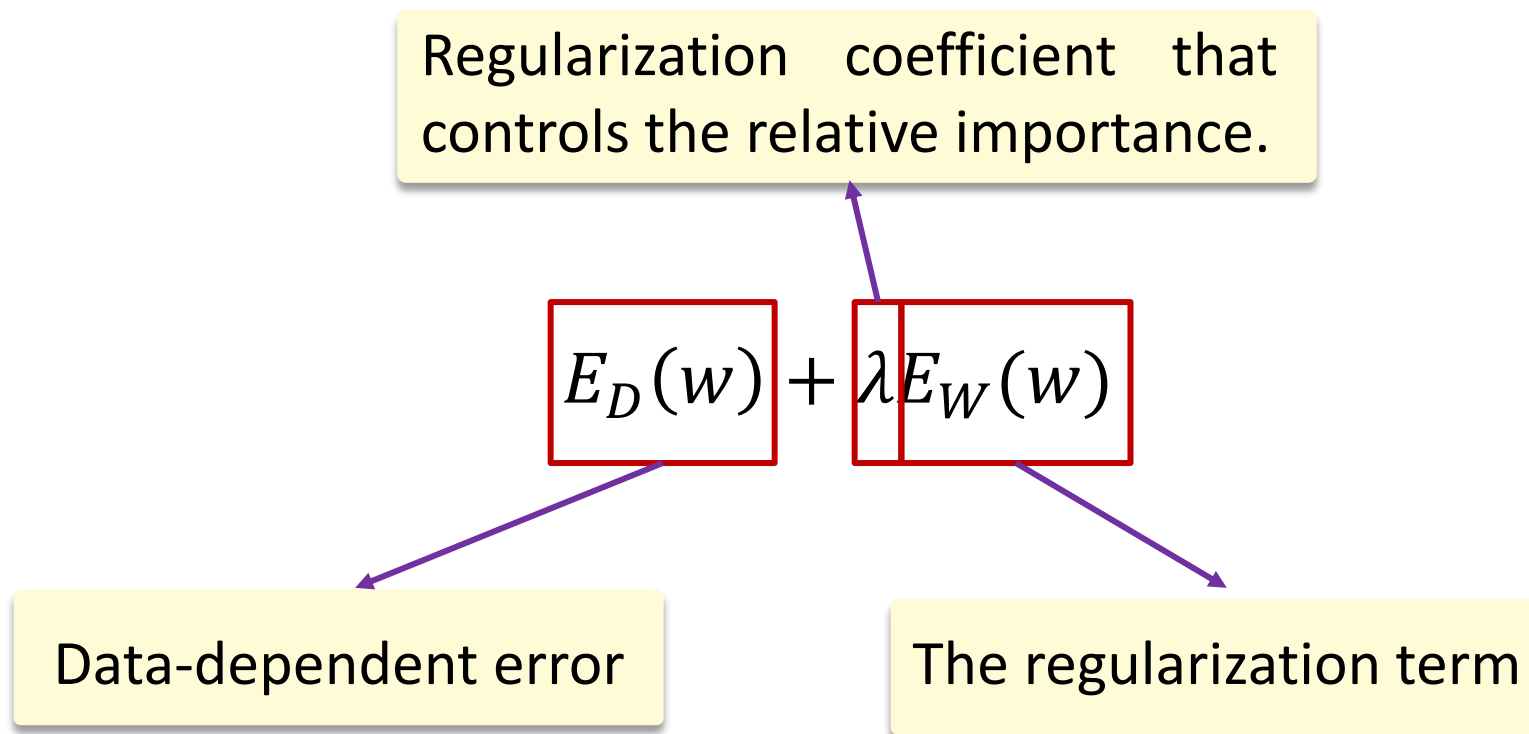 Regularization coefficient that
controls the relative importance.
E_D(w) + λE_W(w)
Data-dependent error
The regularization term